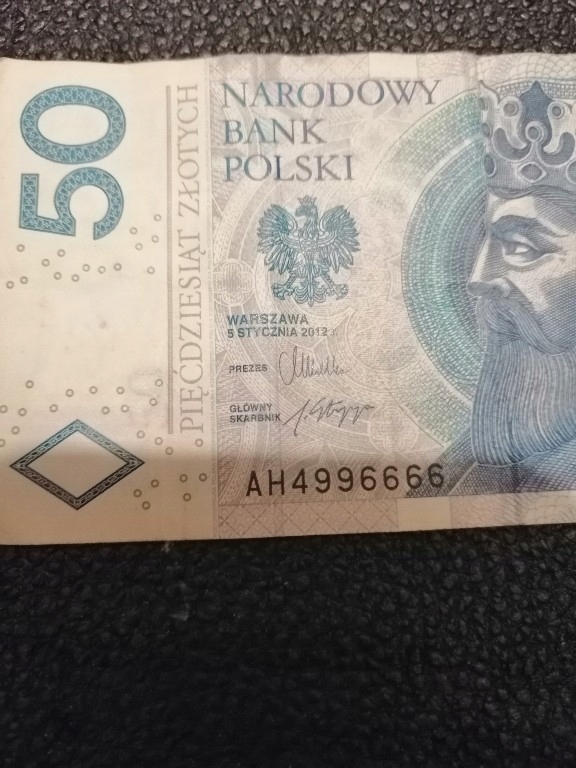 50
PIĘĆDZIESIĄT ZŁOTYCH
NARODOWY
BANK
POLSKI
WARSZAWA
5 STYCZNIA 2012 r.
PREZES
GŁÓWNY
SKARBNIK
AH4996666